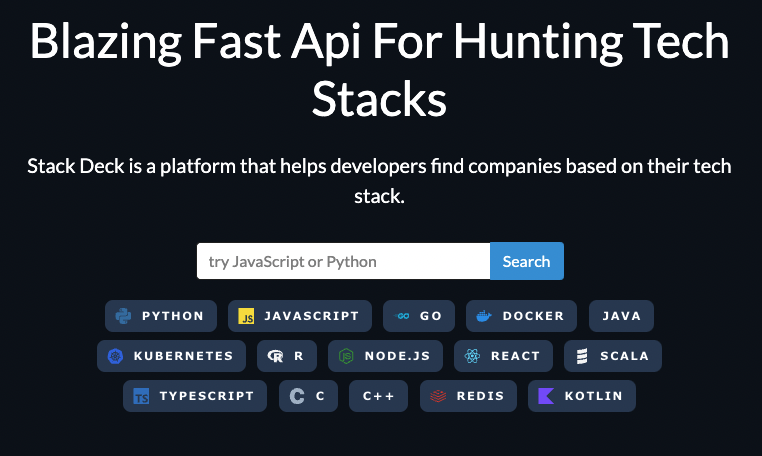 Blazing Fast Api For Hunting Tech
Stacks
Stack Deck is a platform that helps developers find companies based on their tech
stack.
try JavaScript or Python Search
PYTHON JS JAVASCRIPT GO GO DOCKER JAVA
KUBERNETES R R NODE.JS REACT SCALA
TS TYPESCRIPT C C C++ REDIS KOTLIN